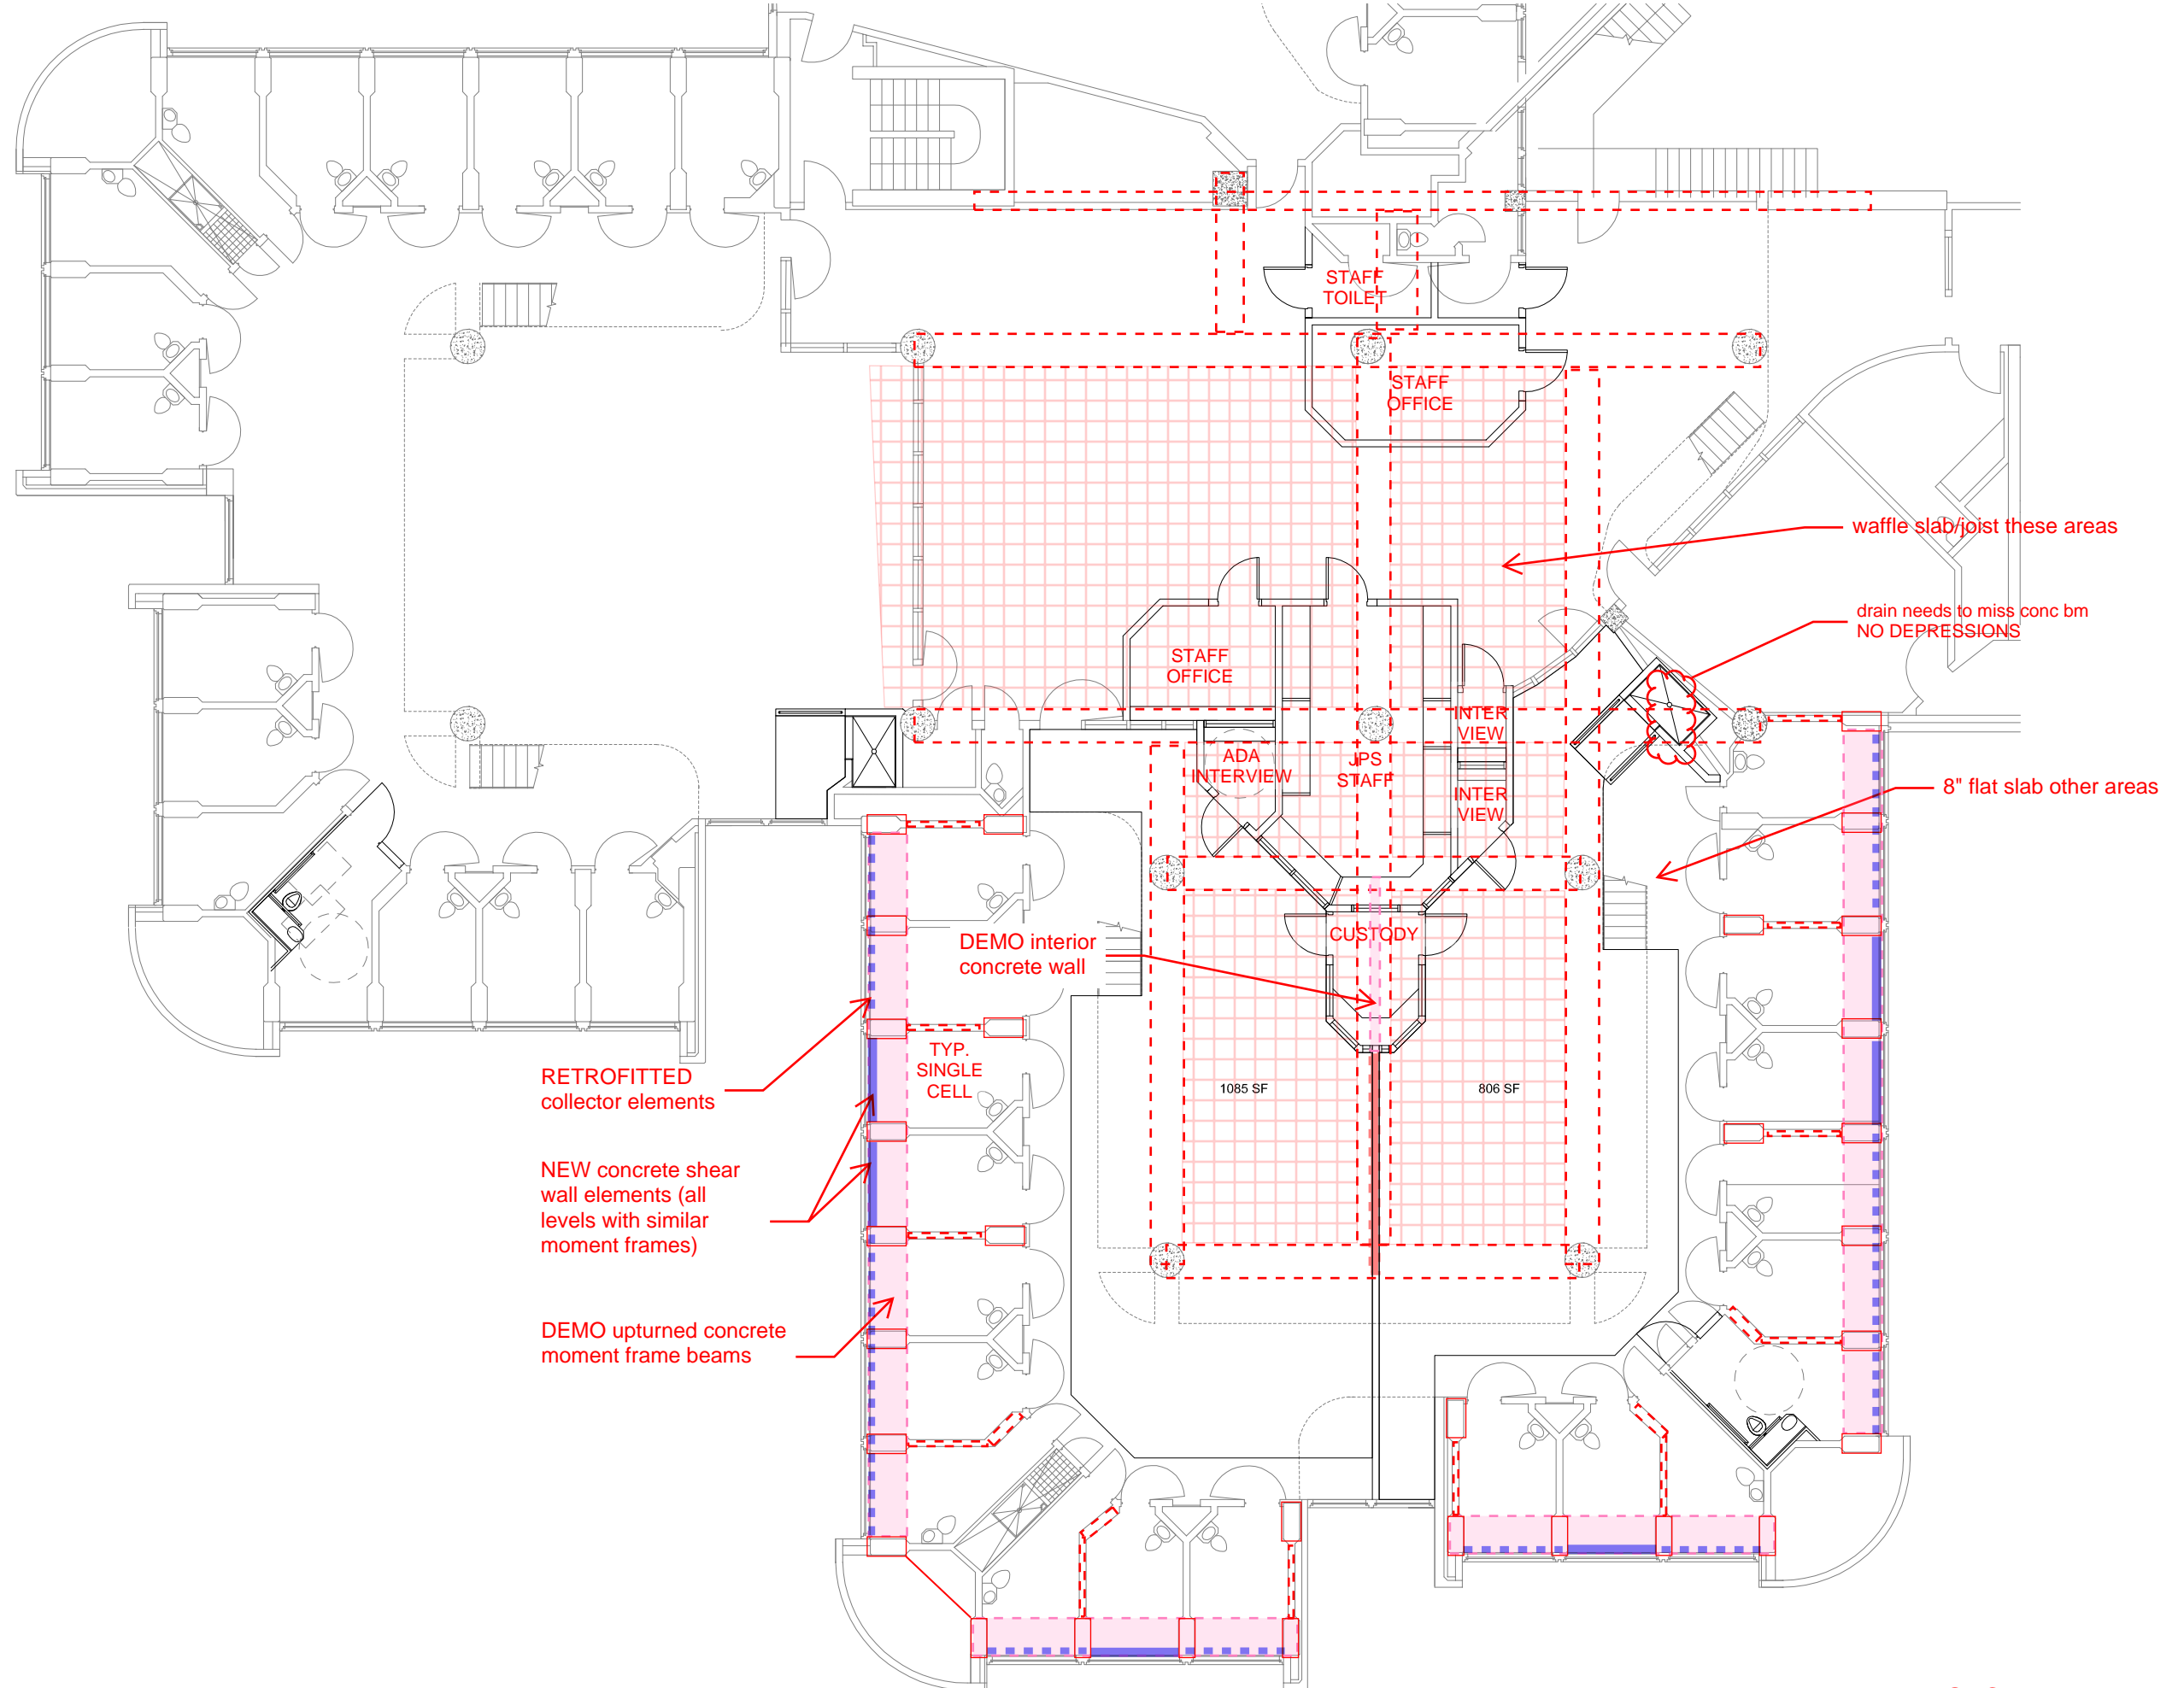 STAFF
TOILET
STAFF
OFFICE
waffle slab/joist these areas
drain needs to miss conc bm
NO DEPRESSIONS
STAFF
OFFICE
INTER
VIEW
ADA
INTERVIEW
JPS
STAFF
INTER
VIEW
8" flat slab other areas
DEMO interior
concrete wall
CUSTODY
RETROFITTED
collector elements
TYP.
SINGLE
CELL
1085 SF
806 SF
NEW concrete shear
wall elements (all
levels with similar
moment frames)
DEMO upturned concrete
moment frame beams